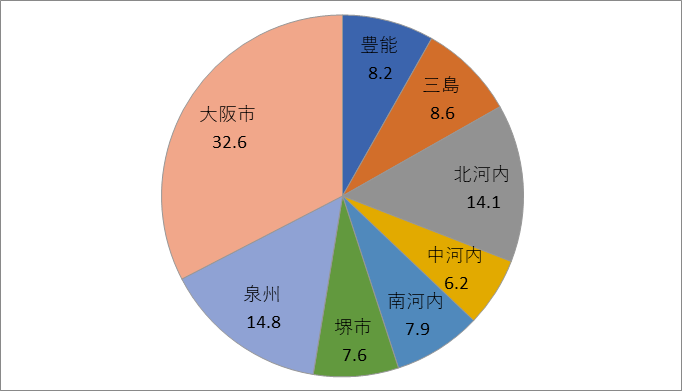 豊能
8.2
三島
8.6
北河内
14.1
中河内
6.2
南河内
7.9
堺市
7.6
泉州
14.8
大阪市
32.6